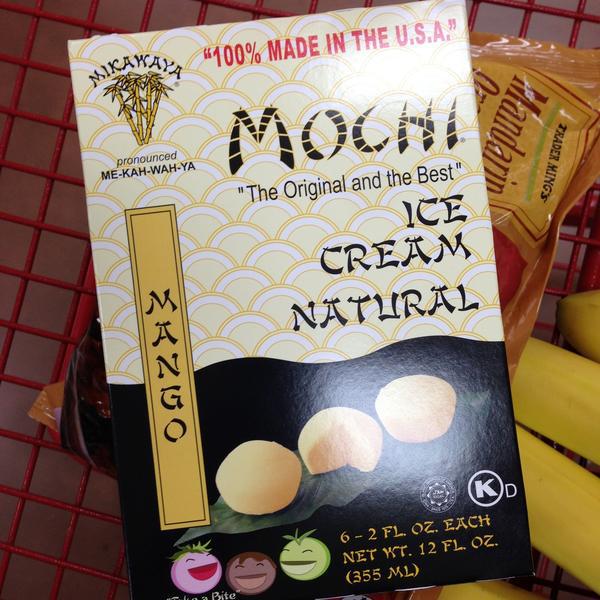 "100% MADE IN THE U.S.A."
MIKAWAYA
pronounced
ME-KAH-WAH-YA
MOCHI
"The Original and the Best"
ICE
CREAM
NATURAL
MANGO
K D
6 - 2 FL. OZ. EACH
NET WT. 12 FL. OZ.
(355 ML)
"Take a Bite"
TRADER MING'S
Mandarin